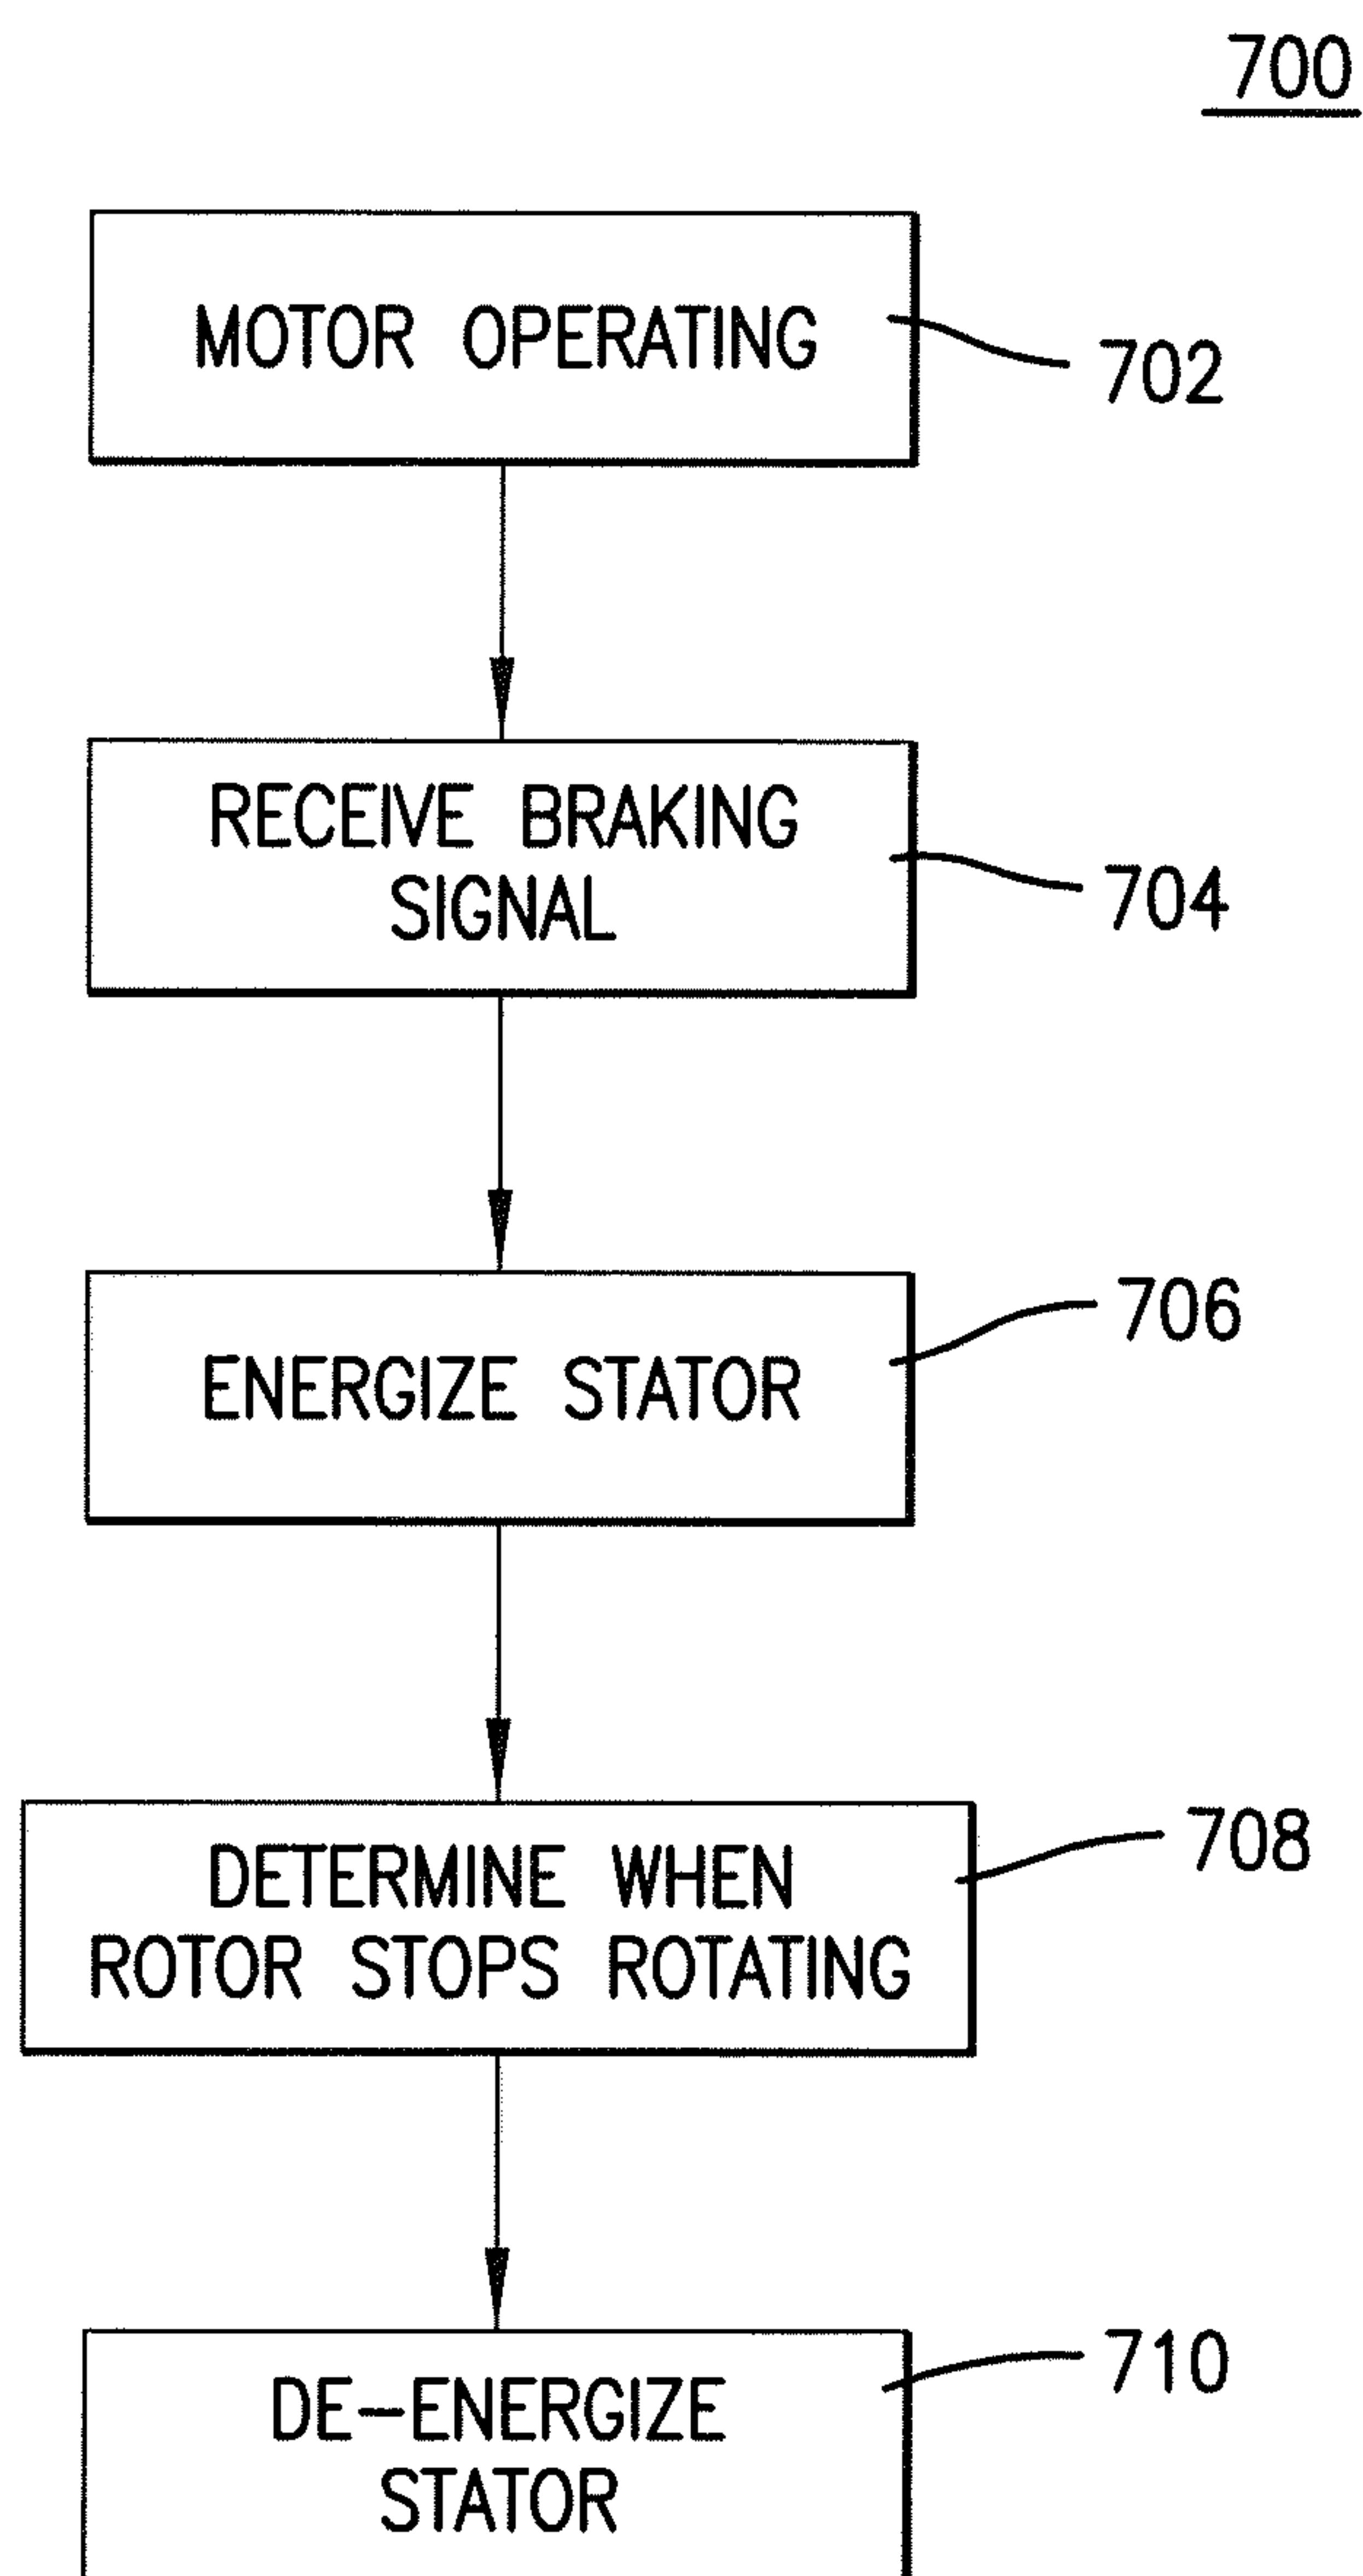 700
MOTOR OPERATING
702
RECEIVE BRAKING
SIGNAL
704
706
ENERGIZE STATOR
708
DETERMINE WHEN
ROTOR STOPS ROTATING
710
DE-ENERGIZE
STATOR